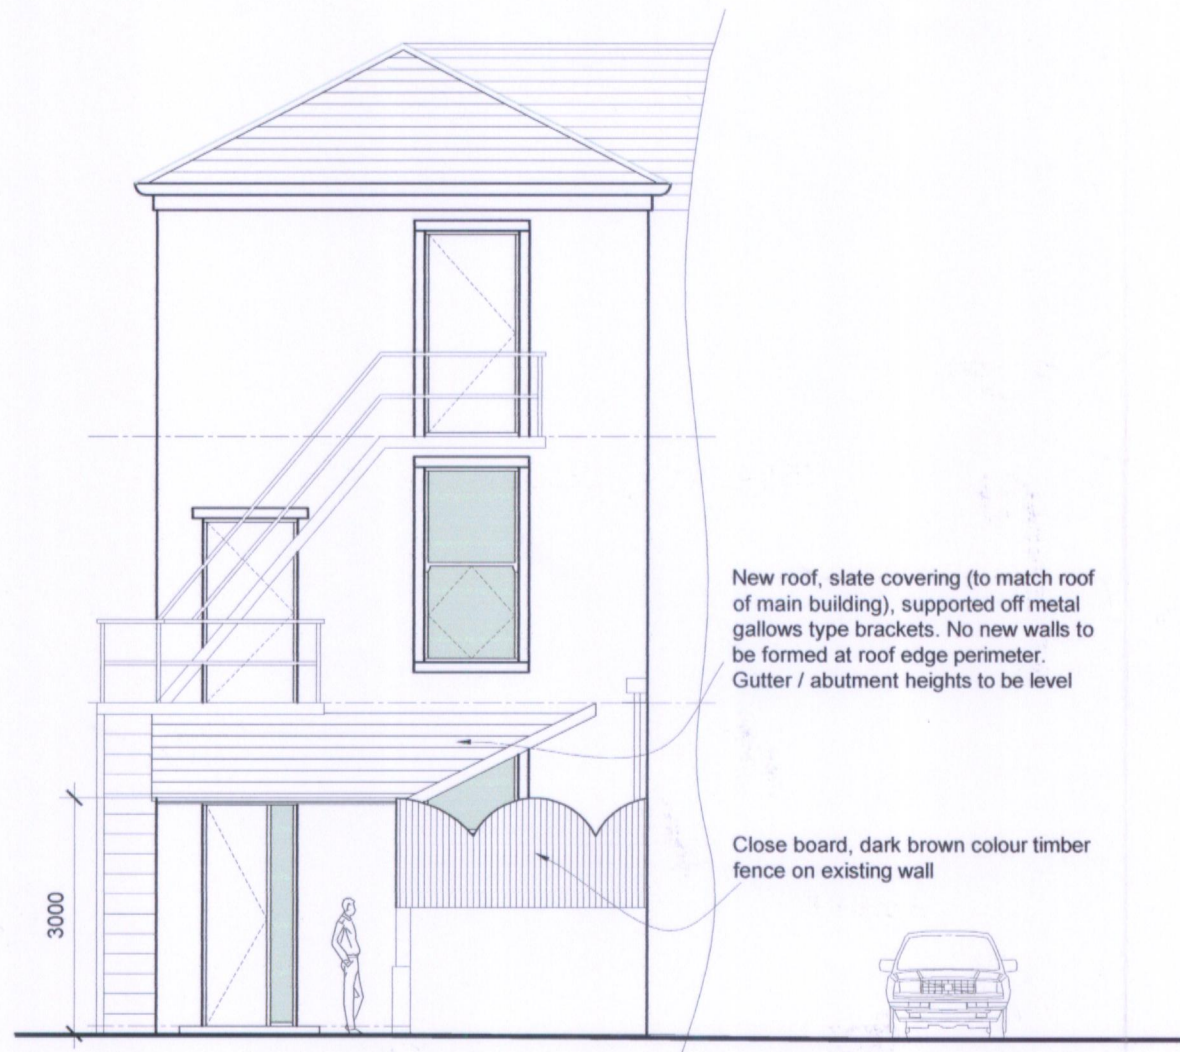 New roof, slate covering (to match roof
of main building), supported off metal
gallows type brackets. No new walls to
be formed at roof edge perimeter.
Gutter / abutment heights to be level
Close board, dark brown colour timber
fence on existing wall
3000